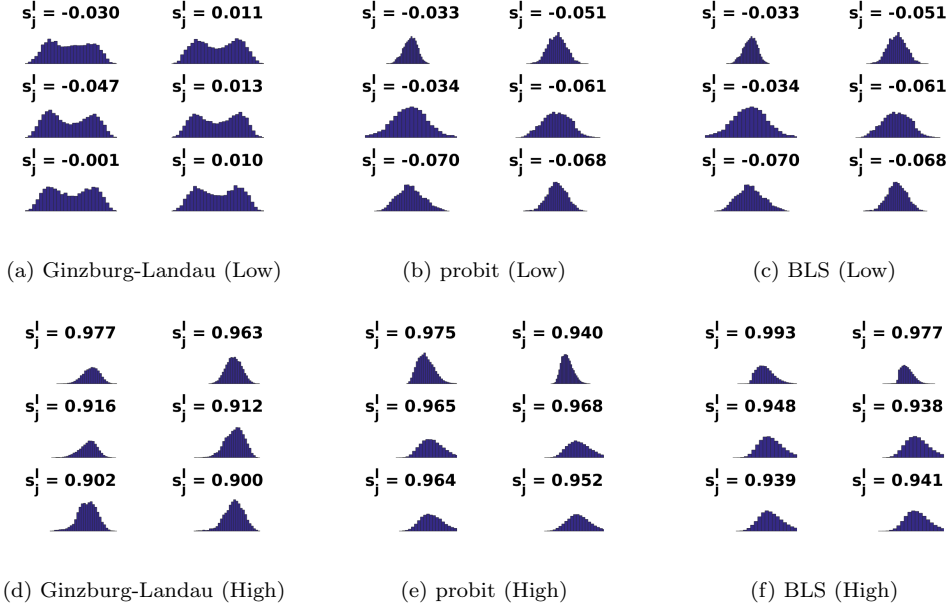 s_j^l = -0.030 s_j^l = 0.011 s_j^l = -0.033 s_j^l = -0.051 s_j^l = -0.033 s_j^l = -0.051
s_j^l = -0.047 s_j^l = 0.013 s_j^l = -0.034 s_j^l = -0.061 s_j^l = -0.034 s_j^l = -0.061
s_j^l = -0.001 s_j^l = 0.010 s_j^l = -0.070 s_j^l = -0.068 s_j^l = -0.070 s_j^l = -0.068
(a) Ginzburg-Landau (Low) (b) probit (Low) (c) BLS (Low)
s_j^l = 0.977 s_j^l = 0.963 s_j^l = 0.975 s_j^l = 0.940 s_j^l = 0.993 s_j^l = 0.977
s_j^l = 0.916 s_j^l = 0.912 s_j^l = 0.965 s_j^l = 0.968 s_j^l = 0.948 s_j^l = 0.938
s_j^l = 0.902 s_j^l = 0.900 s_j^l = 0.964 s_j^l = 0.952 s_j^l = 0.939 s_j^l = 0.941
(d) Ginzburg-Landau (High) (e) probit (High) (f) BLS (High)